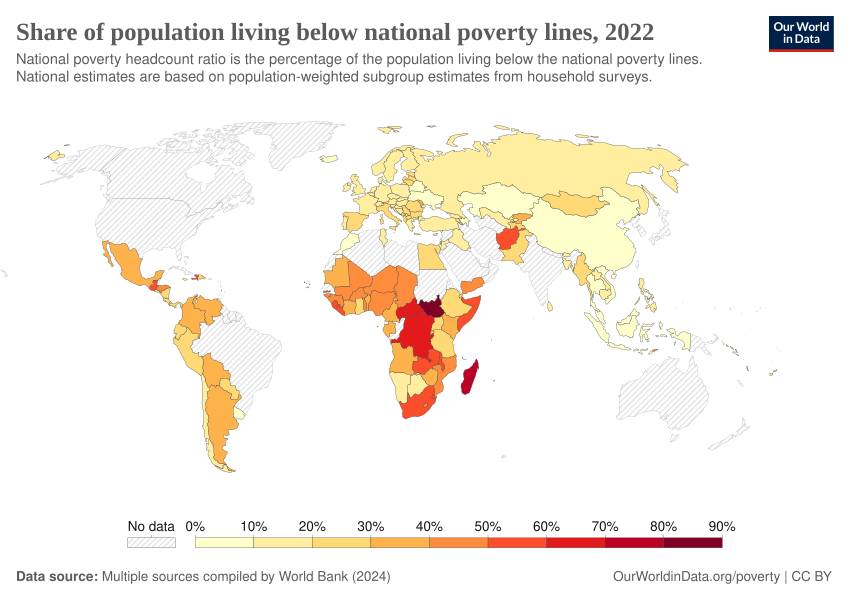 Share of population living below national poverty lines, 2022
Our World
in Data
National poverty headcount ratio is the percentage of the population living below the national poverty lines.
National estimates are based on population-weighted subgroup estimates from household surveys.
No data 0% 10% 20% 30% 40% 50% 60% 70% 80% 90%
Data source: Multiple sources compiled by World Bank (2024)
OurWorldinData.org/poverty | CC BY